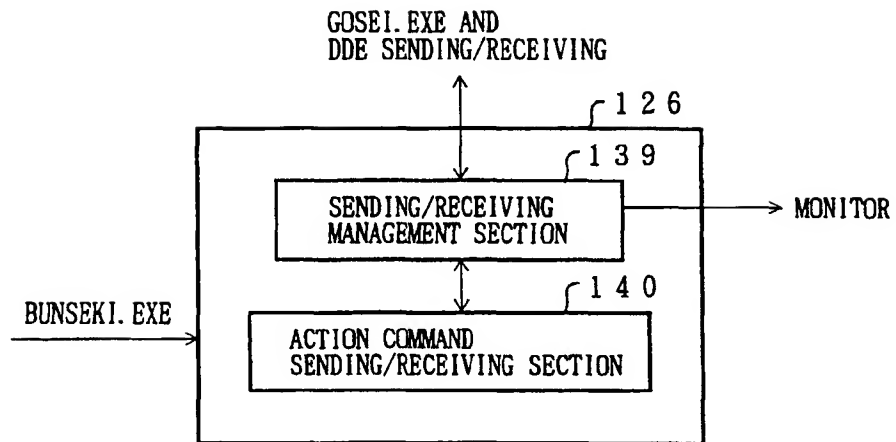 GOSEI.EXE AND
DDE SENDING/RECEIVING
126
139
SENDING/RECEIVING
MANAGEMENT SECTION
MONITOR
140
BUNSEKI.EXE
ACTION COMMAND
SENDING/RECEIVING SECTION